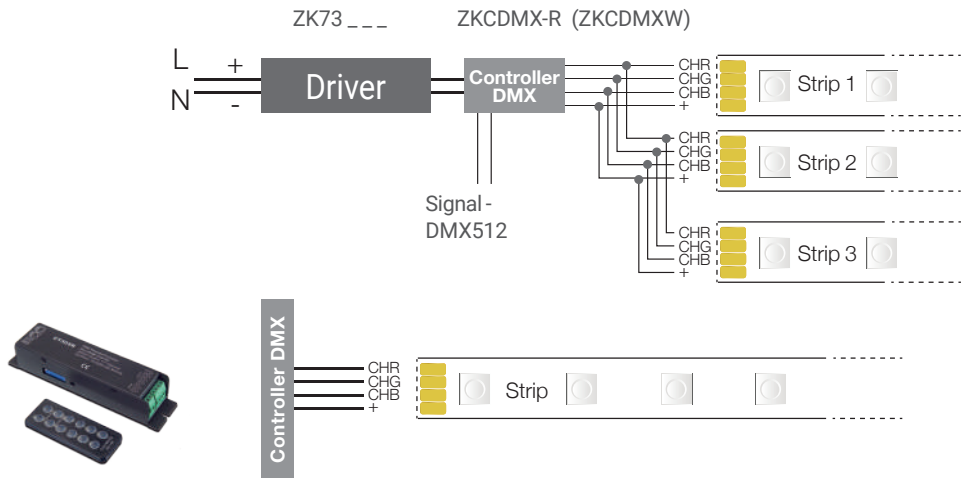 ZK73 _ _ _
ZKCDMX-R (ZKCDMXW)
L
+
N
-
Driver
Controller
DMX
CHR
CHG
CHB
+
Strip 1
CHR
CHG
CHB
+
Strip 2
Signal -
DMX512
CHR
CHG
CHB
+
Strip 3
Controller DMX
CHR
CHG
CHB
+
Strip